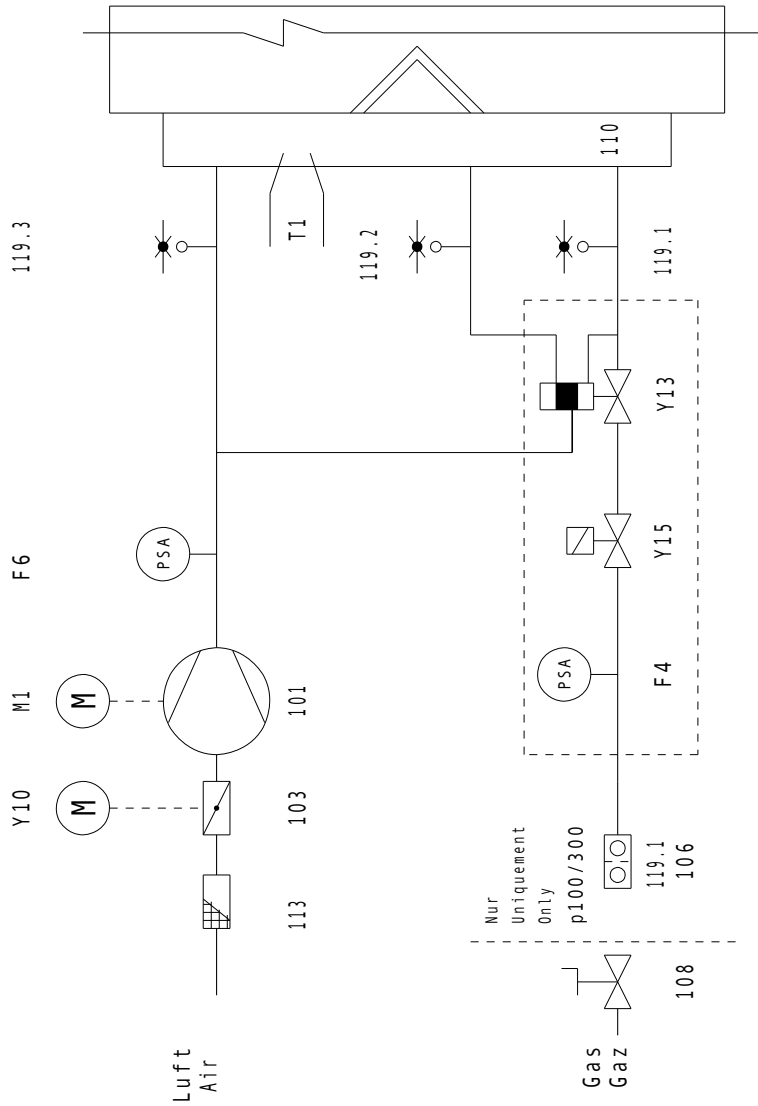 Luft
Air
113
103
Y10
M
101
M1
M
F6
PSA
119.3
T1
119.2
119.1
110
Gas
Gaz
108
Nur
Uniquement
Only
p100/300
119.1
106
F4
PSA
Y15
Y13